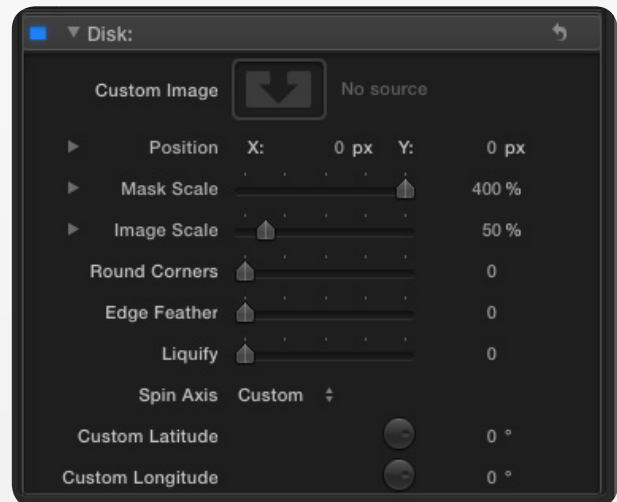 Disk:
Custom Image No source
Position X: 0 px Y: 0 px
Mask Scale 400 %
Image Scale 50 %
Round Corners 0
Edge Feather 0
Liquify 0
Spin Axis Custom
Custom Latitude 0 °
Custom Longitude 0 °